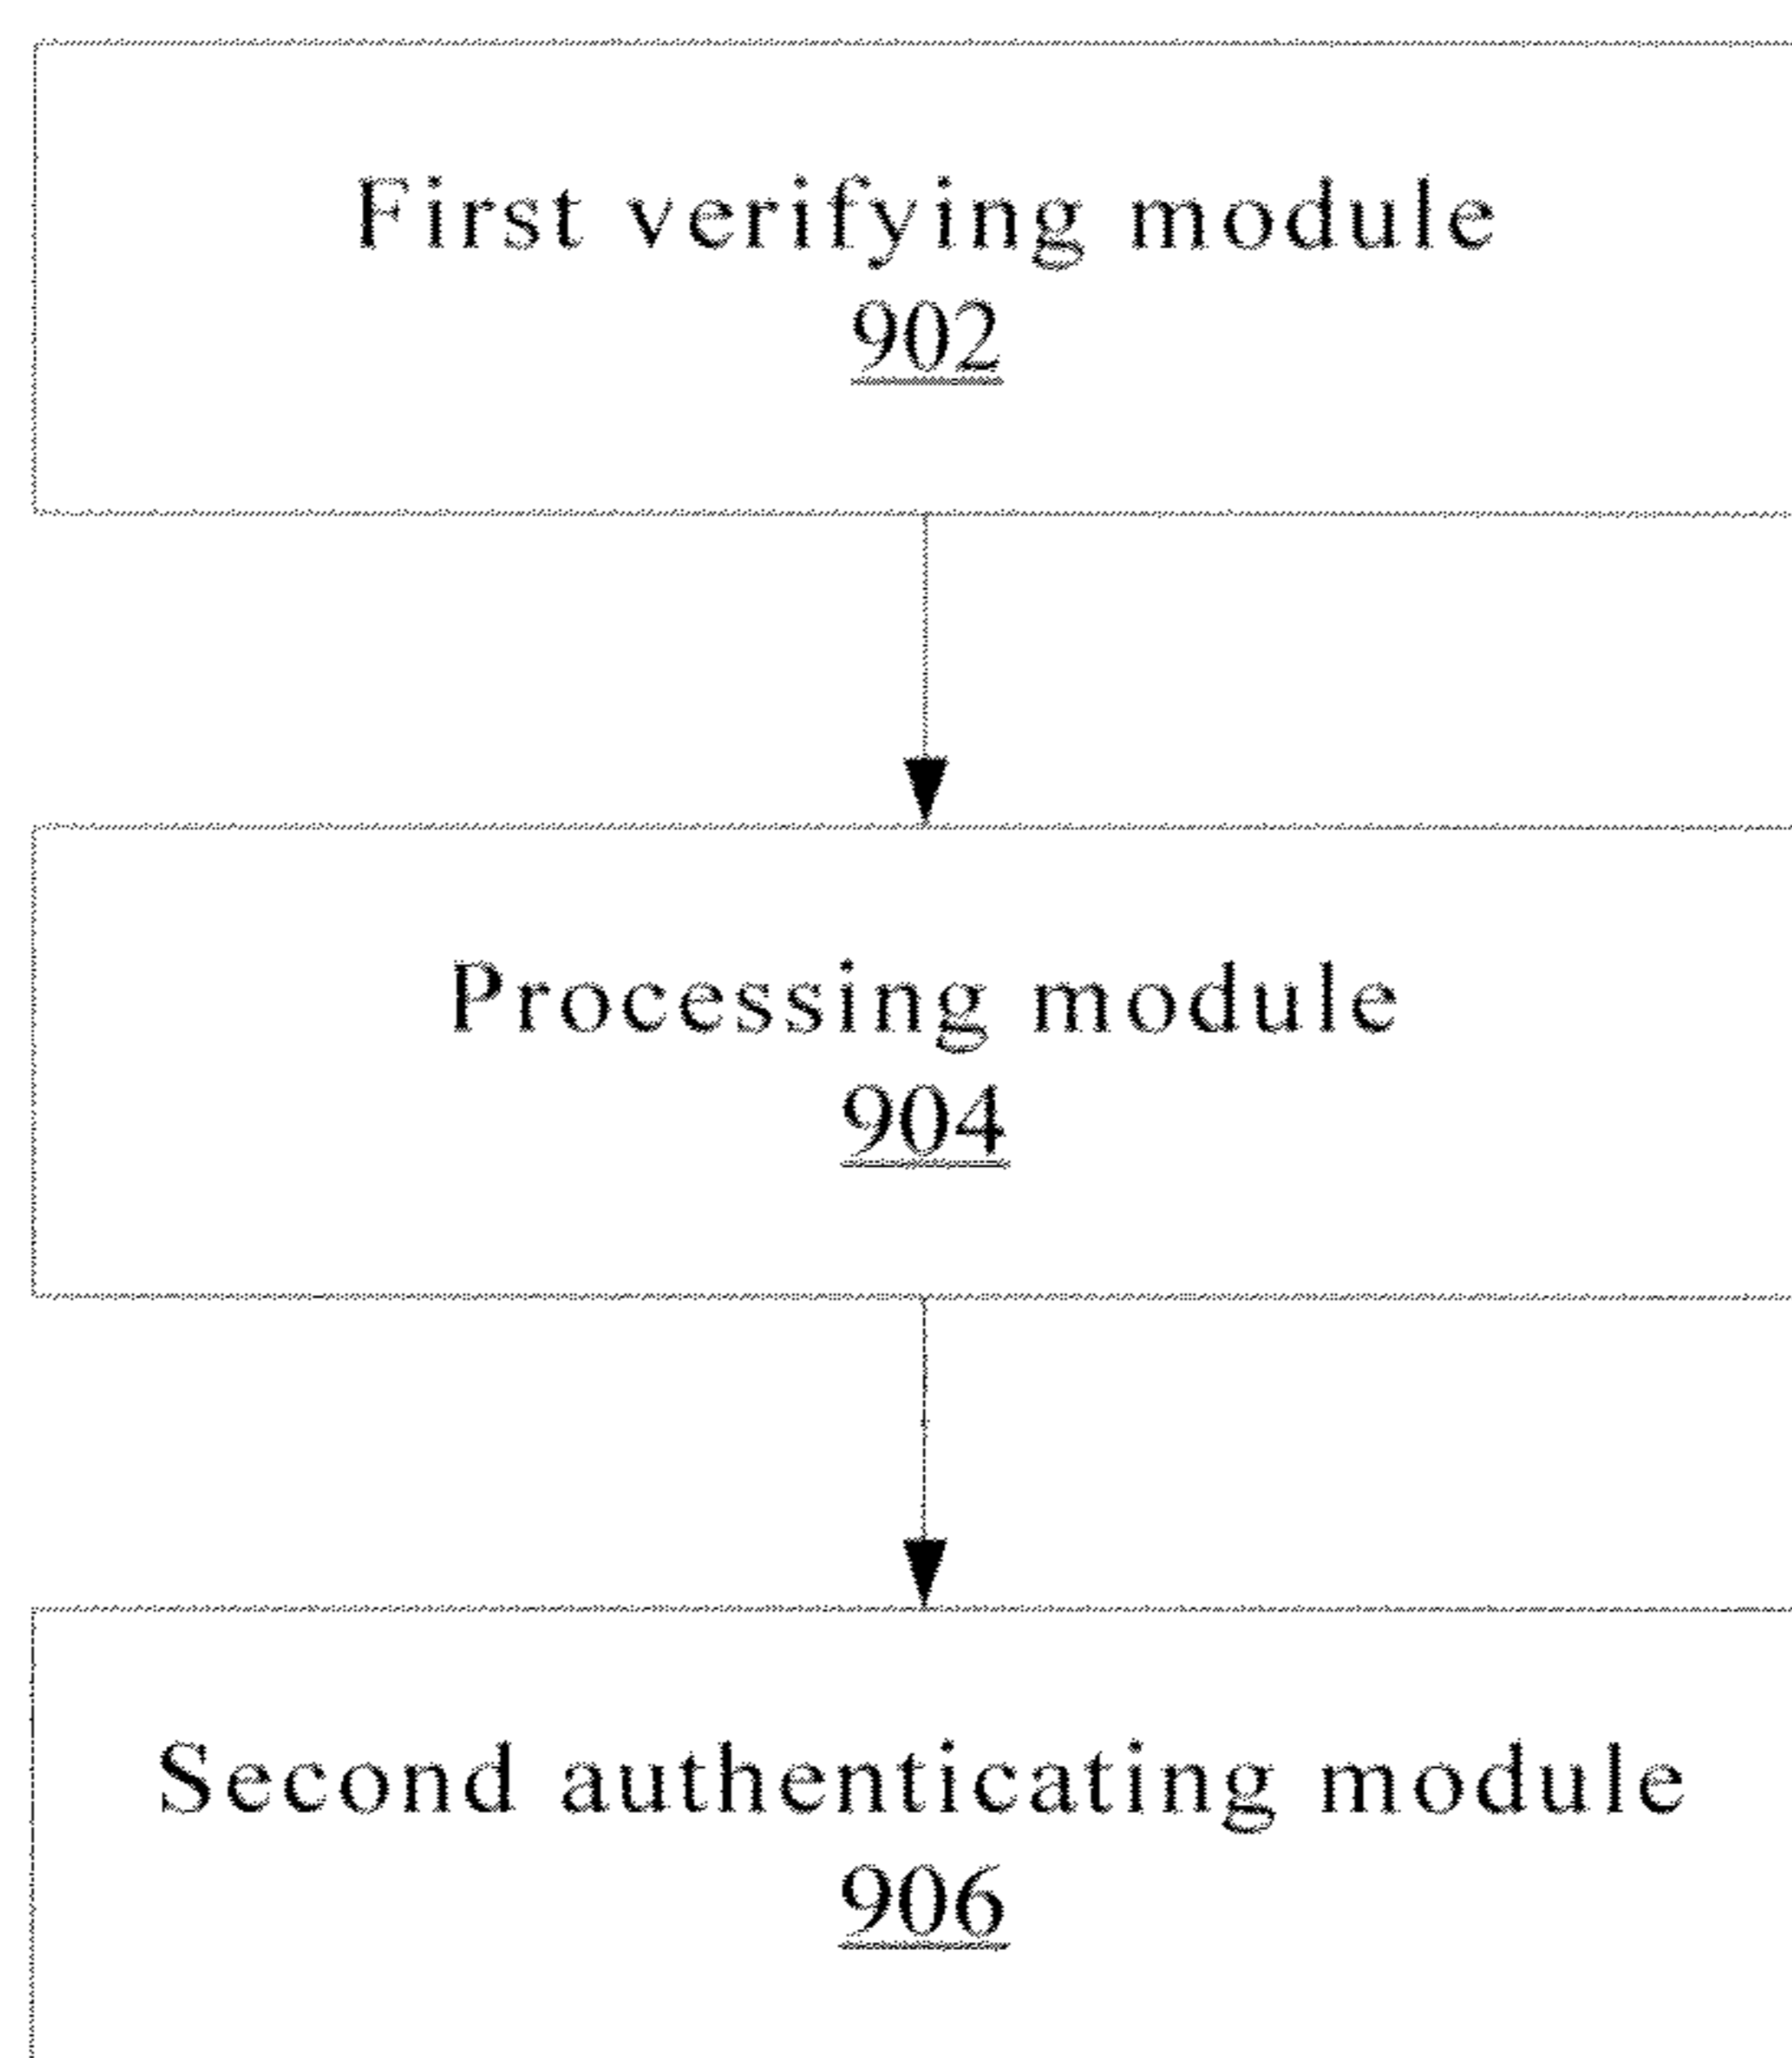 First verifying module
902
Processing module
904
Second authenticating module
906